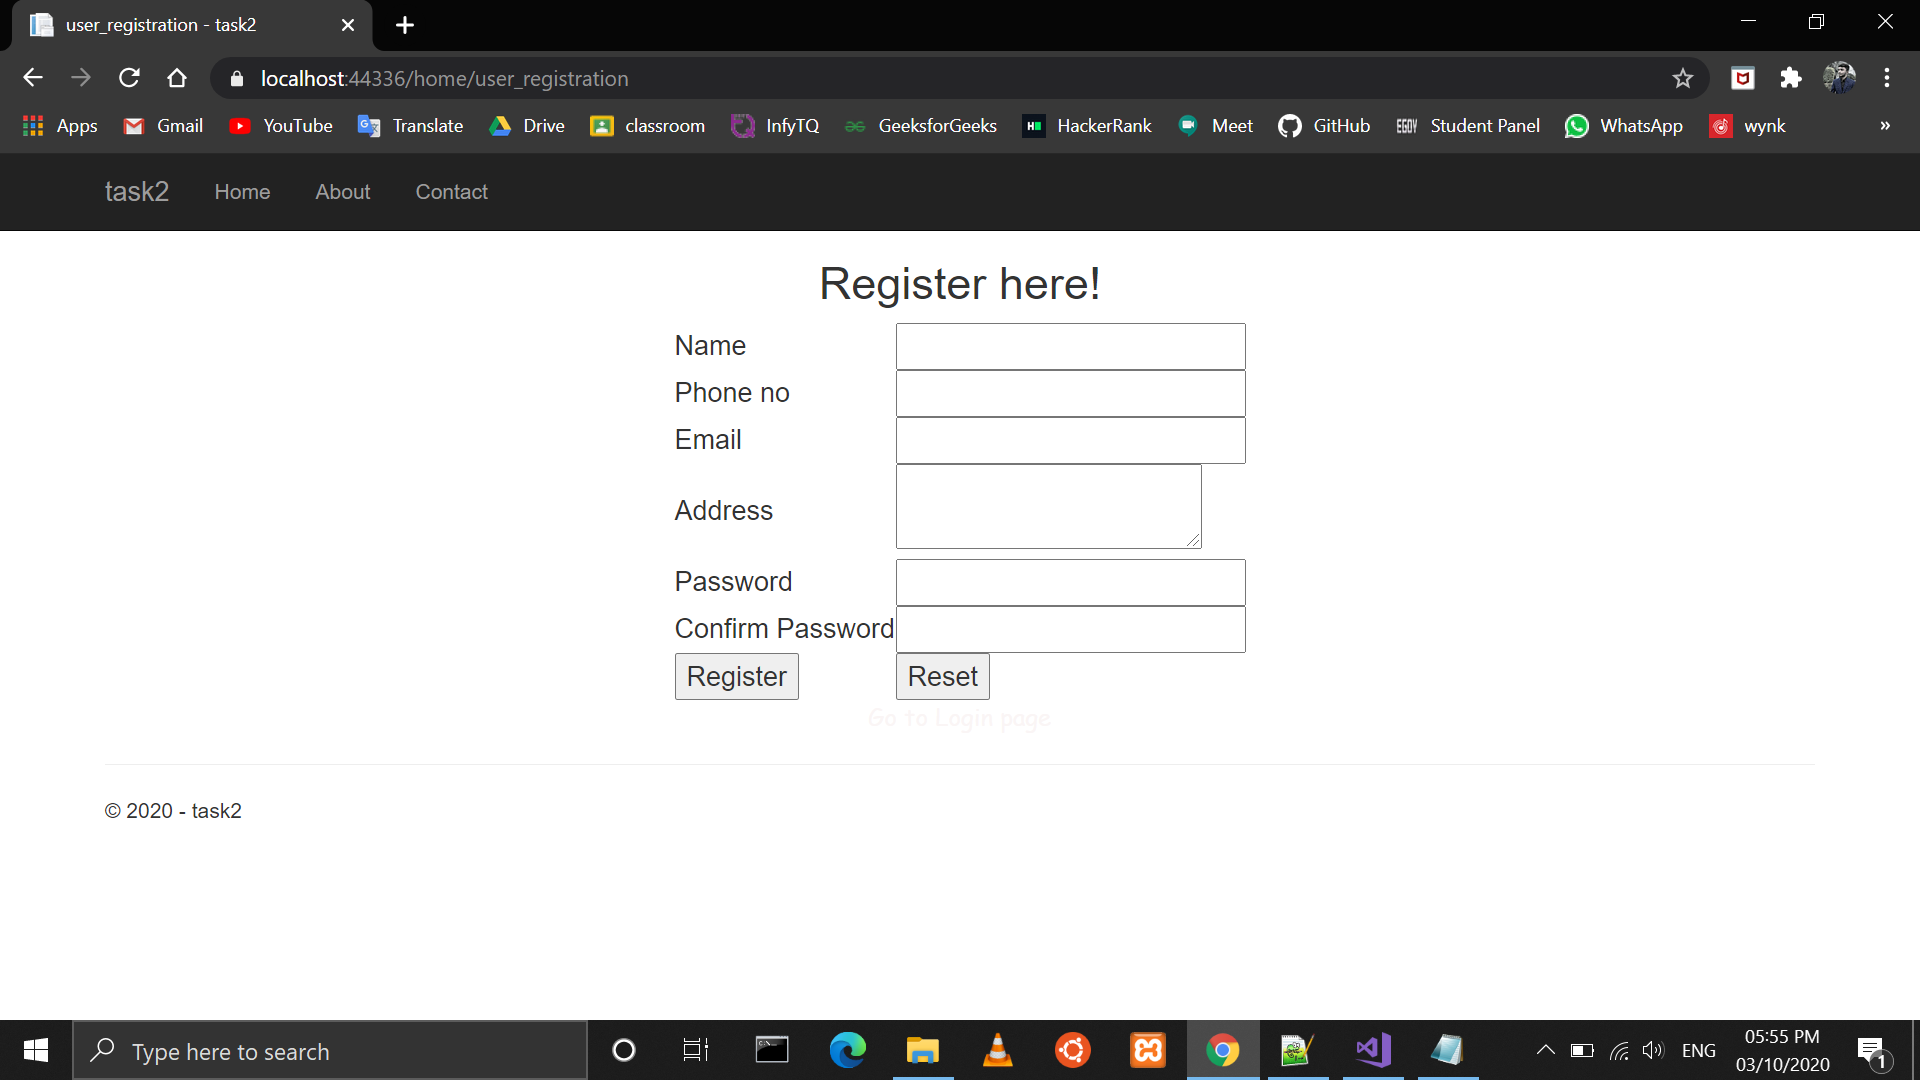 user_registration - task2
localhost:44336/home/user_registration
Apps Gmail YouTube Translate Drive classroom InfyTQ GeeksforGeeks HackerRank Meet GitHub EGOV Student Panel WhatsApp wynk »
task2 Home About Contact
Register here!
Name
Phone no
Email
Address
Password
Confirm Password
Register Reset
Go to Login page
© 2020 - task2
Type here to search
ENG
05:55 PM
03/10/2020
1